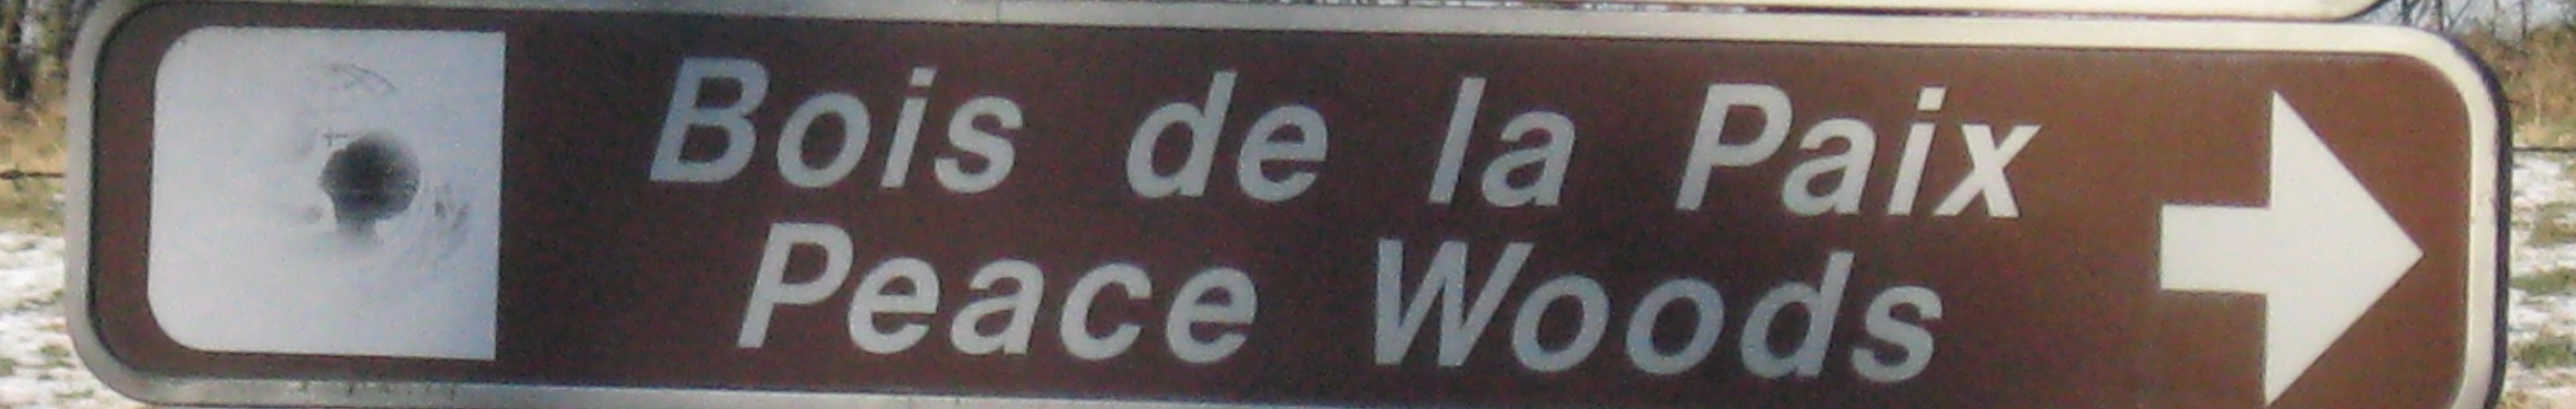 Bois de la Paix
Peace Woods